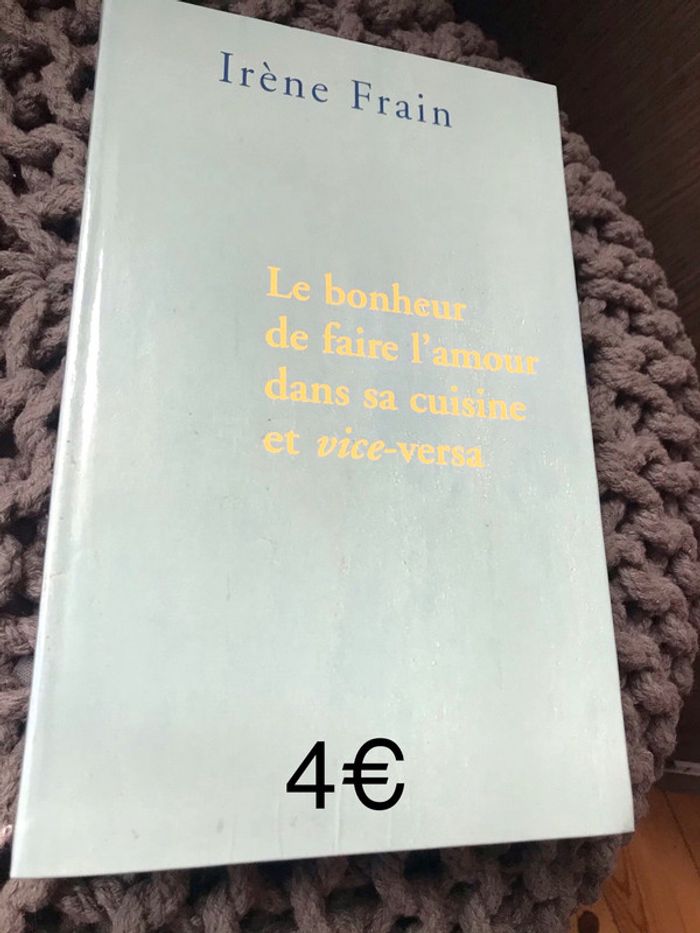 Irène Frain
Le bonheur
de faire l'amour
dans sa cuisine
et vice-versa
4€